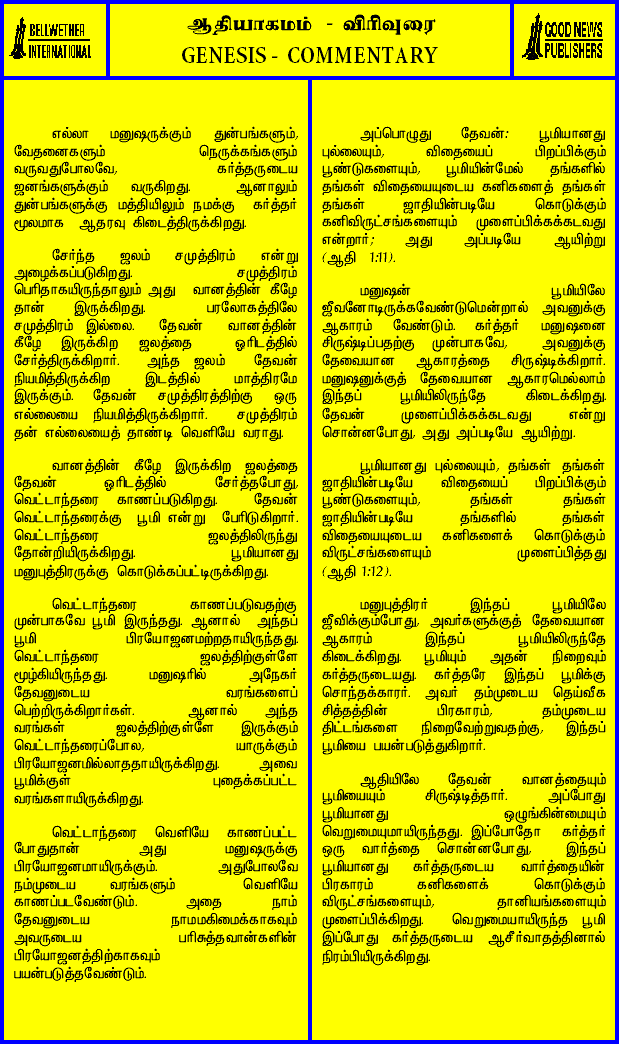 BELLWETHER
INTERNATIONAL
ஆதியாகமம் - விரிவுரை
GENESIS - COMMENTARY
GOOD NEWS
PUBLISHERS
எல்லா மனுஷருக்கும் துன்பங்களும்,
வேதனைகளும் நெருக்கங்களும்
வருவதுபோலவே, கர்த்தருடைய
ஜனங்களுக்கும் வருகிறது. ஆனாலும்
துன்பங்களுக்கு மத்தியிலும் நமக்கு கர்த்தர்
மூலமாக ஆதரவு கிடைத்திருக்கிறது.
சேர்ந்த ஜலம் சமுத்திரம் என்று
அழைக்கப்படுகிறது. சமுத்திரம்
பெரிதாகயிருந்தாலும் அது வானத்தின் கீழே
தான் இருக்கிறது. பரலோகத்திலே
சமுத்திரம் இல்லை. தேவன் வானத்தின்
கீழே இருக்கிற ஜலத்தை ஓரிடத்தில்
சேர்த்திருக்கிறார். அந்த ஜலம் தேவன்
நியமித்திருக்கிற இடத்தில் மாத்திரமே
இருக்கும். தேவன் சமுத்திரத்திற்கு ஒரு
எல்லையை நியமித்திருக்கிறார். சமுத்திரம்
தன் எல்லையைத் தாண்டி வெளியே வராது.
வானத்தின் கீழே இருக்கிற ஜலத்தை
தேவன் ஓரிடத்தில் சேர்த்தபோது,
வெட்டாந்தரை காணப்படுகிறது. தேவன்
வெட்டாந்தரைக்கு பூமி என்று பேரிடுகிறார்.
வெட்டாந்தரை ஜலத்திலிருந்து
தோன்றியிருக்கிறது. பூமியானது
மனுபுத்திரருக்கு கொடுக்கப்பட்டிருக்கிறது.
வெட்டாந்தரை காணப்படுவதற்கு
முன்பாகவே பூமி இருந்தது. ஆனால் அந்தப்
பூமி பிரயோஜனமற்றதாயிருந்தது.
வெட்டாந்தரை ஜலத்திற்குள்ளே
மூழ்கியிருந்தது. மனுஷரில் அநேகர்
தேவனுடைய வரங்களைப்
பெற்றிருக்கிறார்கள். ஆனால் அந்த
வரங்கள் ஜலத்திற்குள்ளே இருக்கும்
வெட்டாந்தரைப்போல, யாருக்கும்
பிரயோஜனமில்லாததாயிருக்கிறது. அவை
பூமிக்குள் புதைக்கப்பட்ட
வரங்களாயிருக்கிறது.
வெட்டாந்தரை வெளியே காணப்பட்ட
போதுதான் அது மனுஷருக்கு
பிரயோஜனமாயிருக்கும். அதுபோலவே
நம்முடைய வரங்களும் வெளியே
காணப்படவேண்டும். அதை நாம்
தேவனுடைய நாமமகிமைக்காகவும்
அவருடைய பரிசுத்தவான்களின்
பிரயோஜனத்திற்காகவும்
பயன்படுத்தவேண்டும்.
அப்பொழுது தேவன்: பூமியானது
புல்லையும், விதையைப் பிறப்பிக்கும்
பூண்டுகளையும், பூமியின்மேல் தங்களில்
தங்கள் விதையையுடைய கனிகளைத் தங்கள்
தங்கள் ஜாதியின்படியே கொடுக்கும்
கனிவிருட்சங்களையும் முளைப்பிக்கக்கடவது
என்றார்; அது அப்படியே ஆயிற்று
(ஆதி 1:11).
மனுஷன் பூமியிலே
ஜீவனோடிருக்கவேண்டுமென்றால் அவனுக்கு
ஆகாரம் வேண்டும். கர்த்தர் மனுஷனை
சிருஷ்டிப்பதற்கு முன்பாகவே, அவனுக்கு
தேவையான ஆகாரத்தை சிருஷ்டிக்கிறார்.
மனுஷனுக்குத் தேவையான ஆகாரமெல்லாம்
இந்தப் பூமியிலிருந்தே கிடைக்கிறது.
தேவன் முளைப்பிக்கக்கடவது என்று
சொன்னபோது, அது அப்படியே ஆயிற்று.
பூமியானது புல்லையும், தங்கள் தங்கள்
ஜாதியின்படியே விதையைப் பிறப்பிக்கும்
பூண்டுகளையும், தங்கள் தங்கள்
ஜாதியின்படியே தங்களில் தங்கள்
விதையையுடைய கனிகளைக் கொடுக்கும்
விருட்சங்களையும் முளைப்பித்தது
(ஆதி 1:12).
மனுபுத்திரர் இந்தப் பூமியிலே
ஜீவிக்கும்போது, அவர்களுக்குத் தேவையான
ஆகாரம் இந்தப் பூமியிலிருந்தே
கிடைக்கிறது. பூமியும் அதன் நிறைவும்
கர்த்தருடையது. கர்த்தரே இந்தப் பூமிக்கு
சொந்தக்காரர். அவர் தம்முடைய தெய்வீக
சித்தத்தின் பிரகாரம், தம்முடைய
திட்டங்களை நிறைவேற்றுவதற்கு, இந்தப்
பூமியை பயன்படுத்துகிறார்.
ஆதியிலே தேவன் வானத்தையும்
பூமியையும் சிருஷ்டித்தார். அப்போது
பூமியானது ஒழுங்கின்மையும்
வெறுமையுமாயிருந்தது. இப்போதோ கர்த்தர்
ஒரு வார்த்தை சொன்னபோது, இந்தப்
பூமியானது கர்த்தருடைய வார்த்தையின்
பிரகாரம் கனிகளைக் கொடுக்கும்
விருட்சங்களையும், தானியங்களையும்
முளைப்பிக்கிறது. வெறுமையாயிருந்த பூமி
இப்போது கர்த்தருடைய ஆசீர்வாதத்தினால்
நிரம்பியிருக்கிறது.